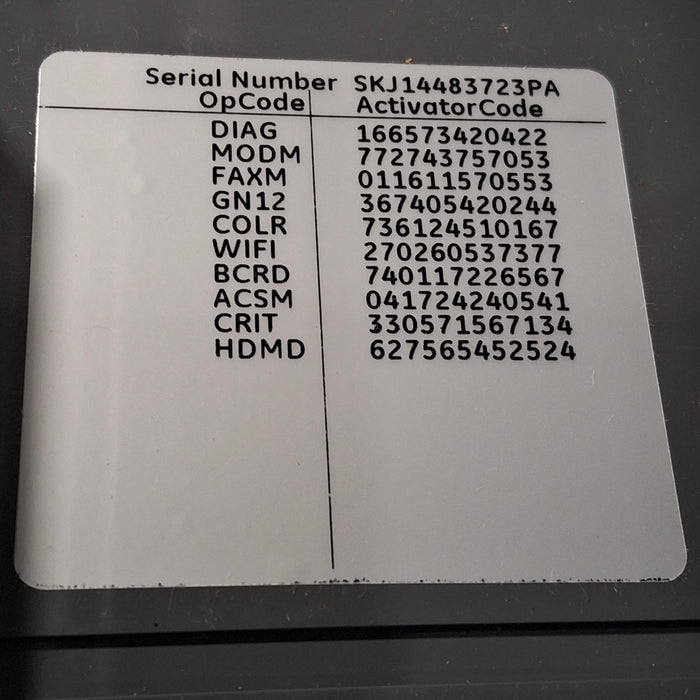 Serial Number SKJ14483723PA
OpCode ActivatorCode
DIAG 166573420422
MODM 772743757053
FAXM 011611570553
GN12 367405420244
COLR 736124510167
WIFI 270260537377
BCRD 740117226567
ACSM 041724240541
CRIT 330571567134
HDMD 627565452524